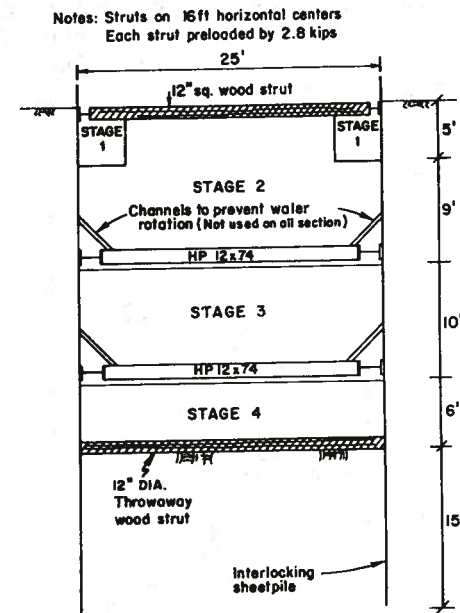 Notes: Struts on 16ft horizontal centers
Each strut preloaded by 2.8 kips
25'
12" sq. wood strut
STAGE
1
STAGE
1
5'
STAGE 2
Channels to prevent waler
rotation (Not used on all section)
9'
HP 12x74
STAGE 3
10'
HP 12x74
STAGE 4
6'
12" DIA.
Throwaway
wood strut
15
Interlocking
sheetpile